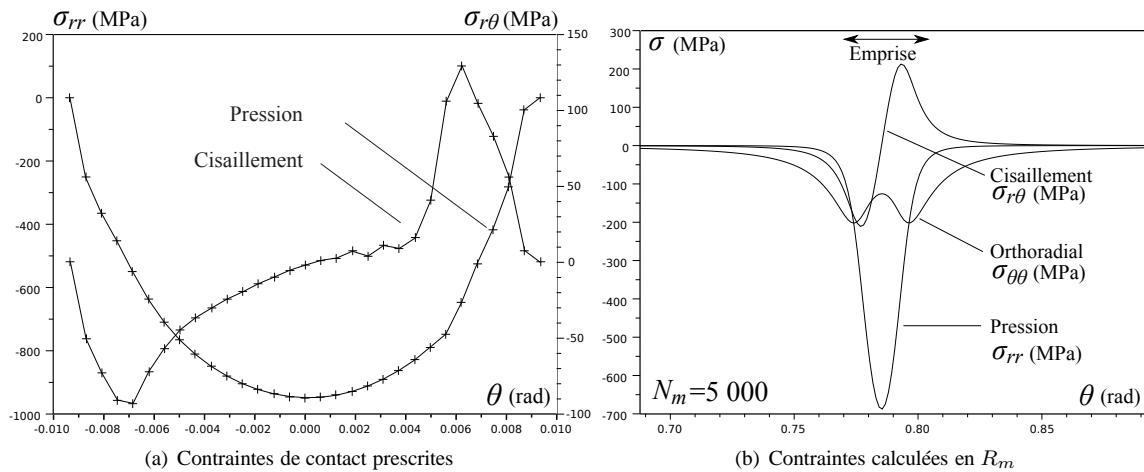 σrr (MPa)
σrθ (MPa)
200
0
-200
-400
-600
-800
-1000
150
100
50
0
-50
-100
Pression
Cisaillement
θ (rad)
-0.010 -0.008 -0.006 -0.004 -0.002 0.000 0.002 0.004 0.006 0.008 0.010
(a) Contraintes de contact prescrites
300
200
100
0
-100
-200
-300
-400
-500
-600
-700
σ (MPa)
Emprise
Cisaillement
σrθ (MPa)
Orthoradial
σθθ (MPa)
Pression
σrr (MPa)
Nm=5 000
θ (rad)
0.70 0.75 0.80 0.85
(b) Contraintes calculées en Rm